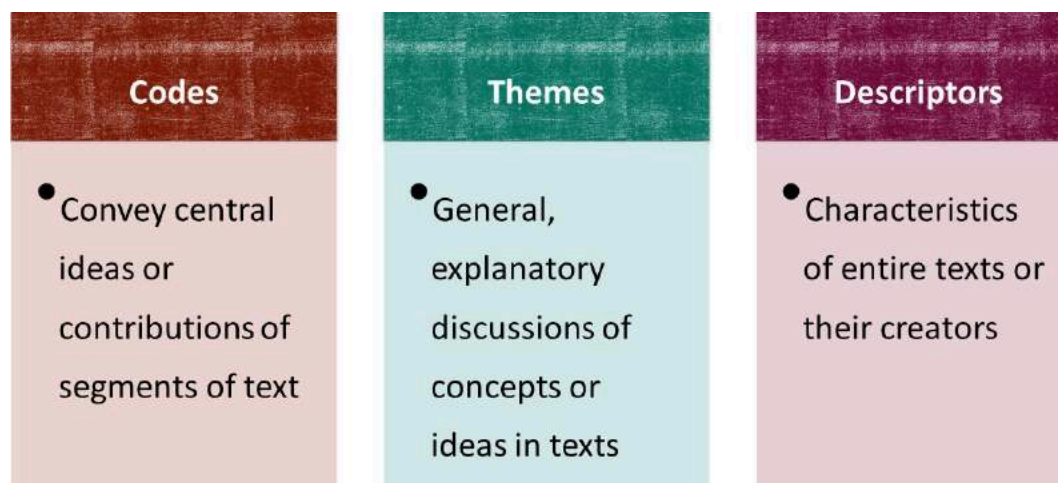 Codes
• Convey central
ideas or
contributions of
segments of text
Themes
• General,
explanatory
discussions of
concepts or
ideas in texts
Descriptors
• Characteristics
of entire texts or
their creators